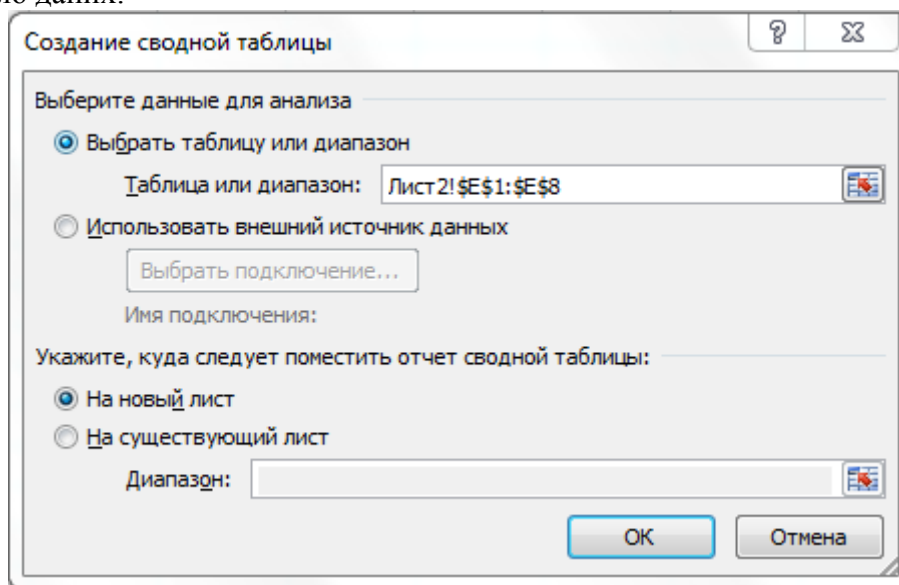 даних.
Создание сводной таблицы
Выберите данные для анализа
Выбрать таблицу или диапазон
Таблица или диапазон: Лист2!$E$1:$E$8
Использовать внешний источник данных
Выбрать подключение...
Имя подключения:
Укажите, куда следует поместить отчет сводной таблицы:
На новый лист
На существующий лист
Диапазон:
ОК Отмена